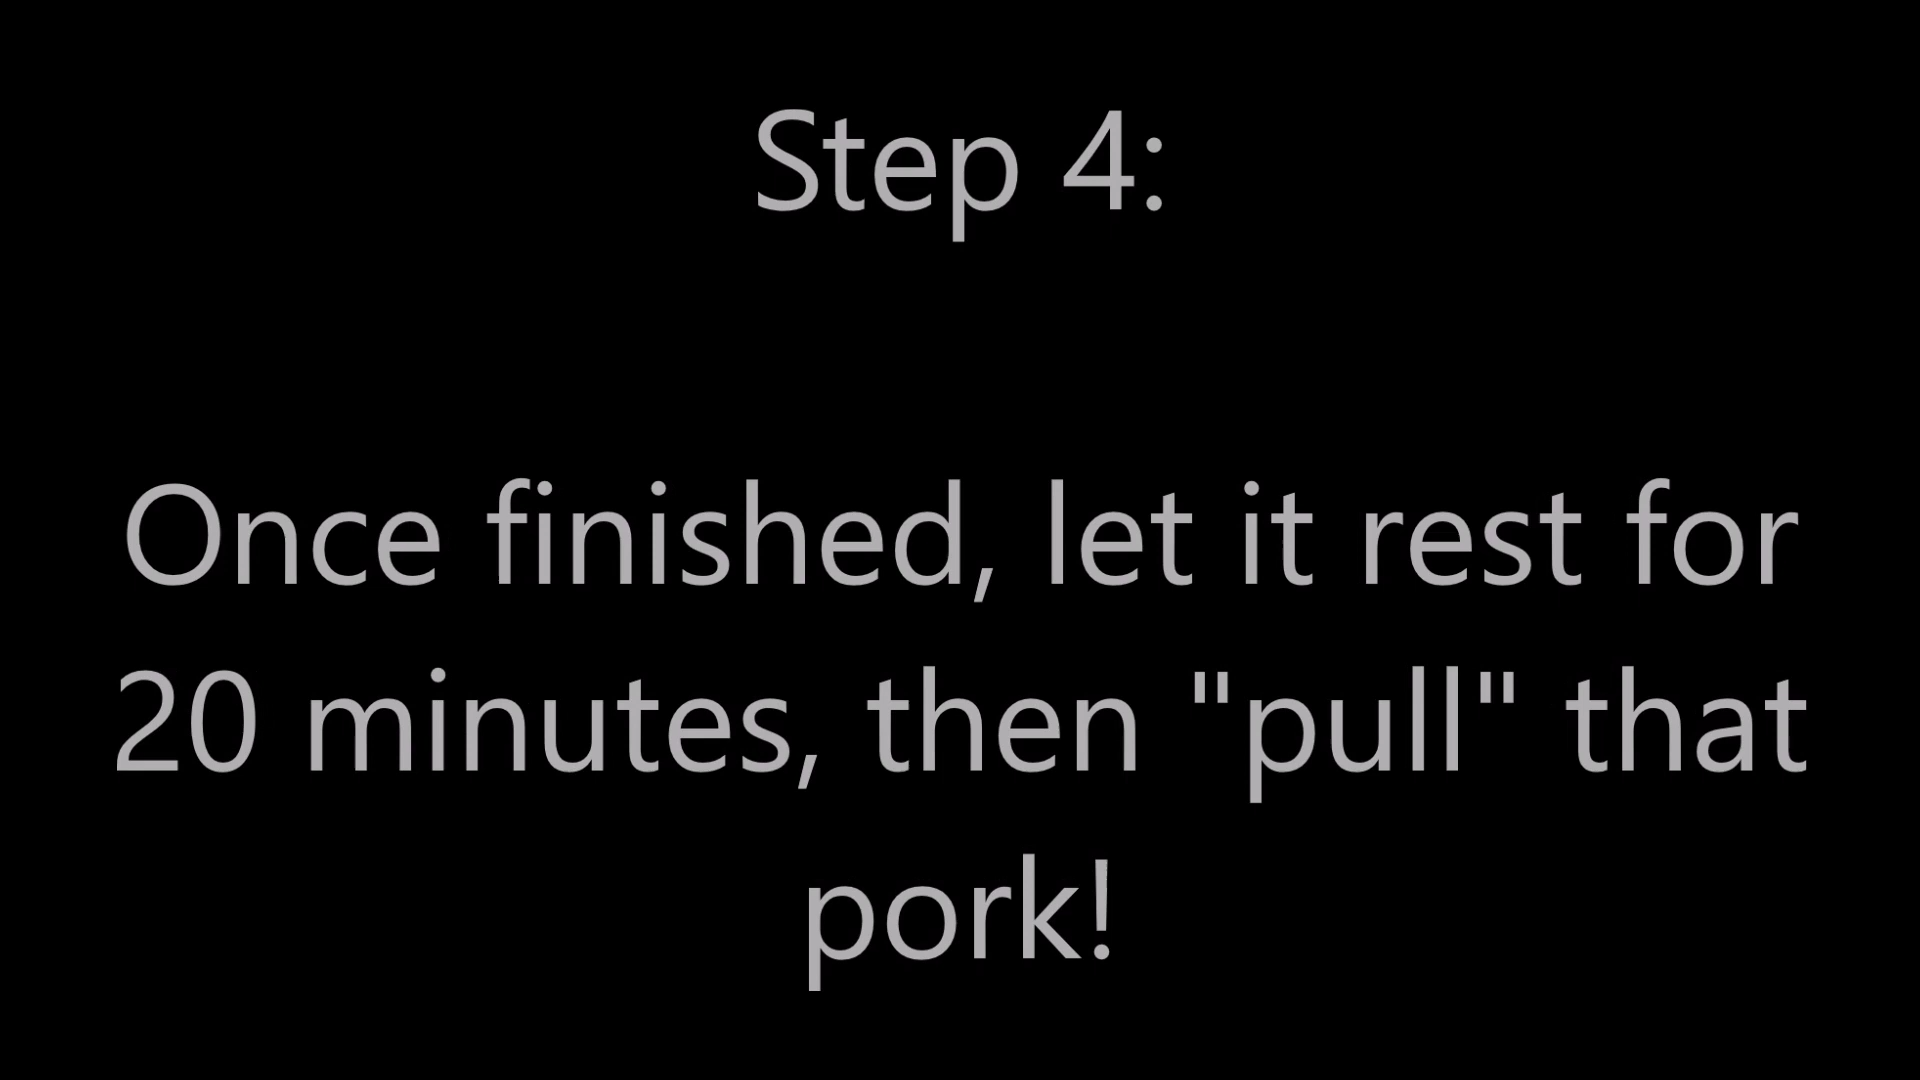 Step 4:
Once finished, let it rest for
20 minutes, then "pull" that
pork!